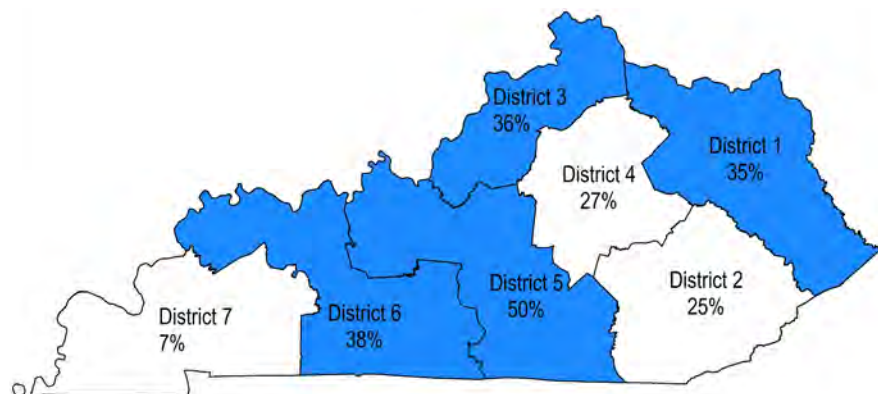 District 3
36%
District 1
35%
District 4
27%
District 5
50%
District 2
25%
District 6
38%
District 7
7%